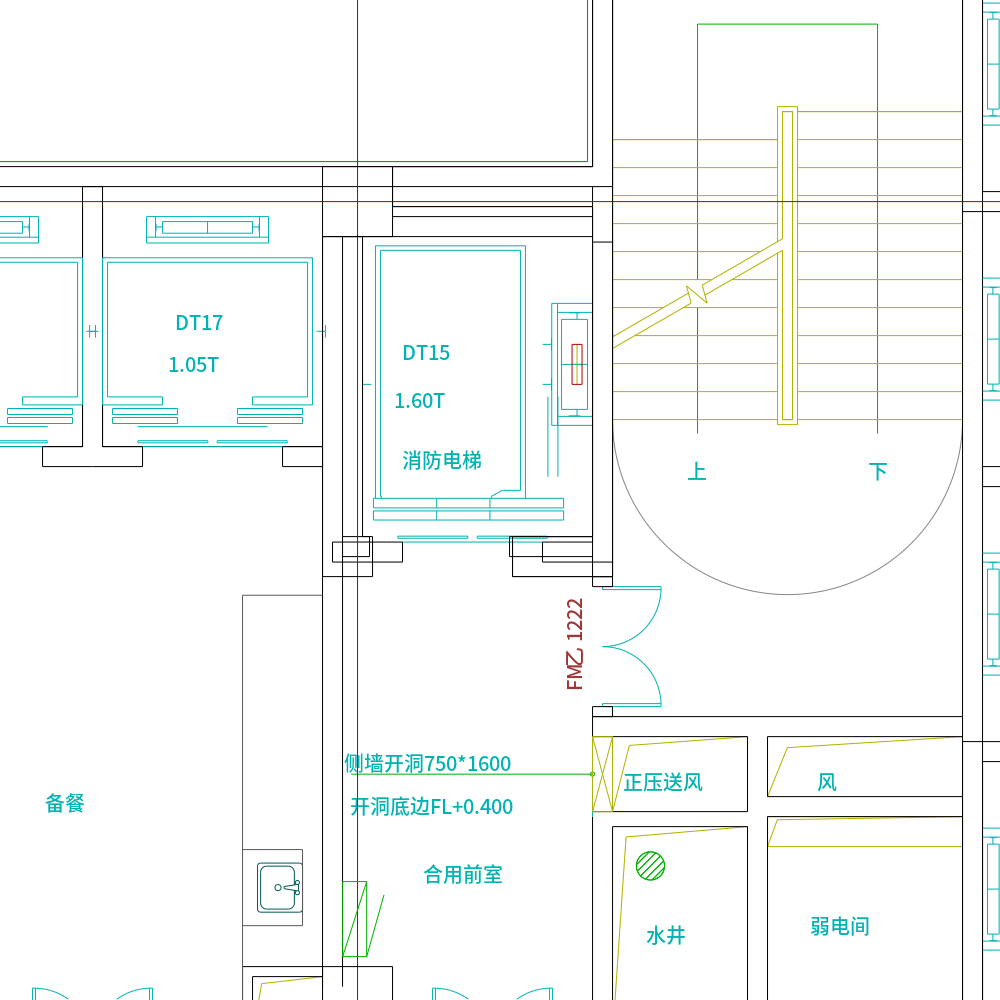 DT17
1.05T
DT15
1.60T
消防电梯
上
下
FM乙 1222
侧墙开洞750*1600
开洞底边FL+0.400
正压送风
风
备餐
合用前室
水井
弱电间